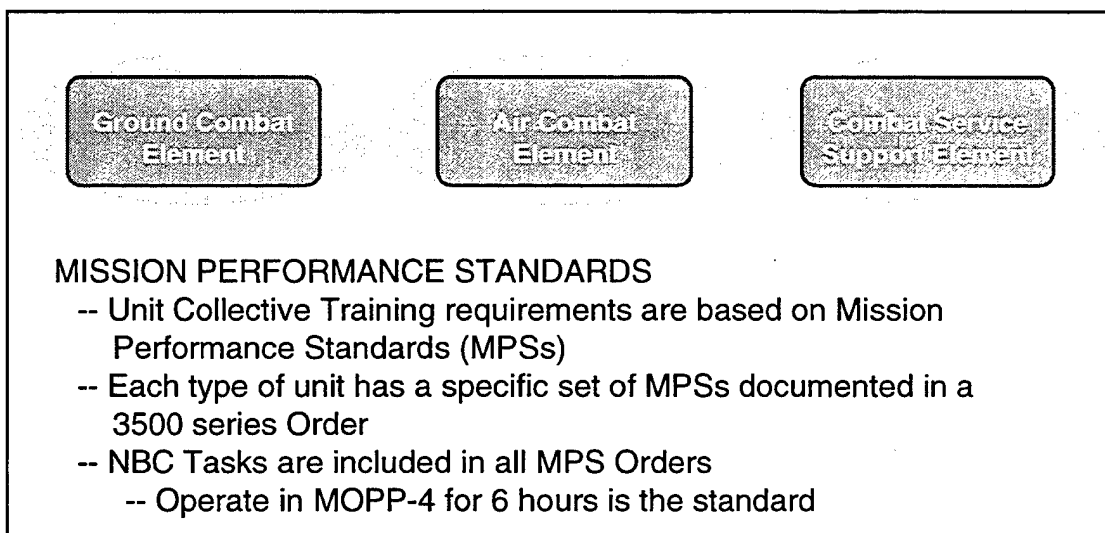 Ground Combat
Element
Air Combat
Element
Combat Service
Support Element
MISSION PERFORMANCE STANDARDS
-- Unit Collective Training requirements are based on Mission
Performance Standards (MPSs)
-- Each type of unit has a specific set of MPSs documented in a
3500 series Order
-- NBC Tasks are included in all MPS Orders
-- Operate in MOPP-4 for 6 hours is the standard